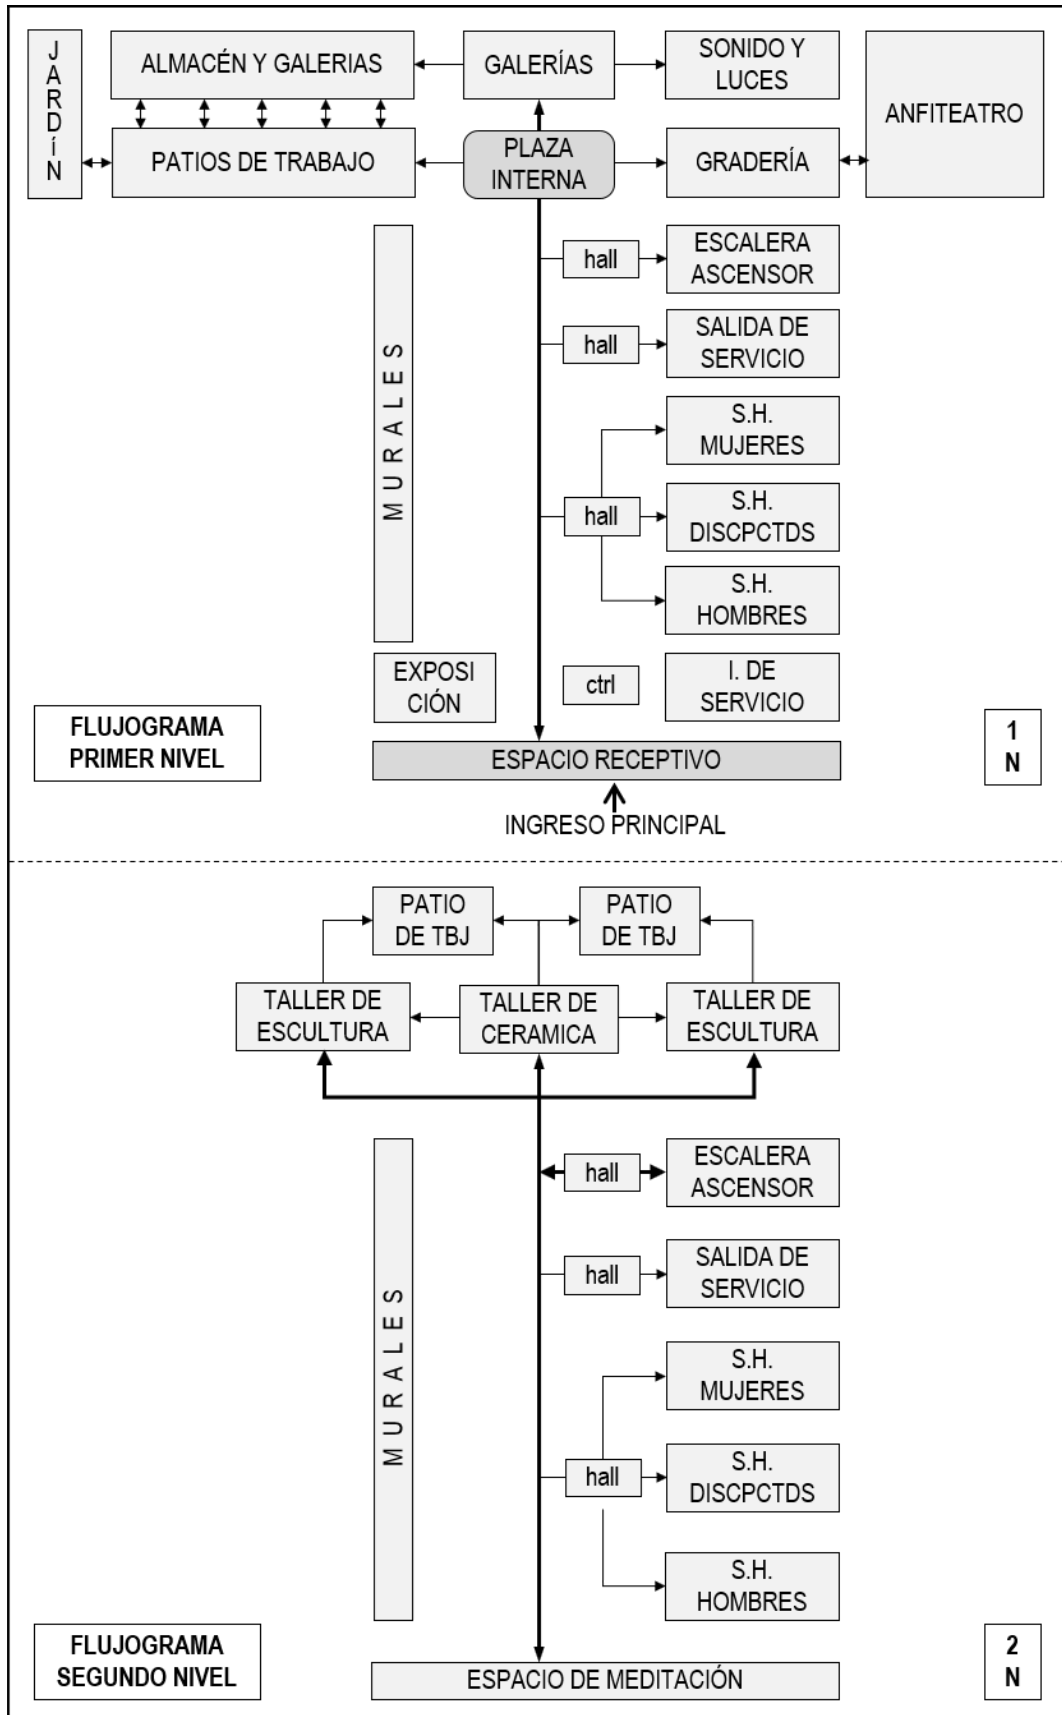 JARDíN
ALMACÉN Y GALERIAS
GALERÍAS
SONIDO Y
LUCES
ANFITEATRO
PATIOS DE TRABAJO
PLAZA
INTERNA
GRADERÍA
MURALES
hall
ESCALERA
ASCENSOR
hall
SALIDA DE
SERVICIO
S.H.
MUJERES
hall
S.H.
DISCPCTDS
S.H.
HOMBRES
EXPOSI
CIÓN
ctrl
I. DE
SERVICIO
FLUJOGRAMA
PRIMER NIVEL
1
N
ESPACIO RECEPTIVO
INGRESO PRINCIPAL
PATIO
DE TBJ
PATIO
DE TBJ
TALLER DE
ESCULTURA
TALLER DE
CERAMICA
TALLER DE
ESCULTURA
MURALES
hall
ESCALERA
ASCENSOR
hall
SALIDA DE
SERVICIO
S.H.
MUJERES
hall
S.H.
DISCPCTDS
S.H.
HOMBRES
FLUJOGRAMA
SEGUNDO NIVEL
2
N
ESPACIO DE MEDITACIÓN